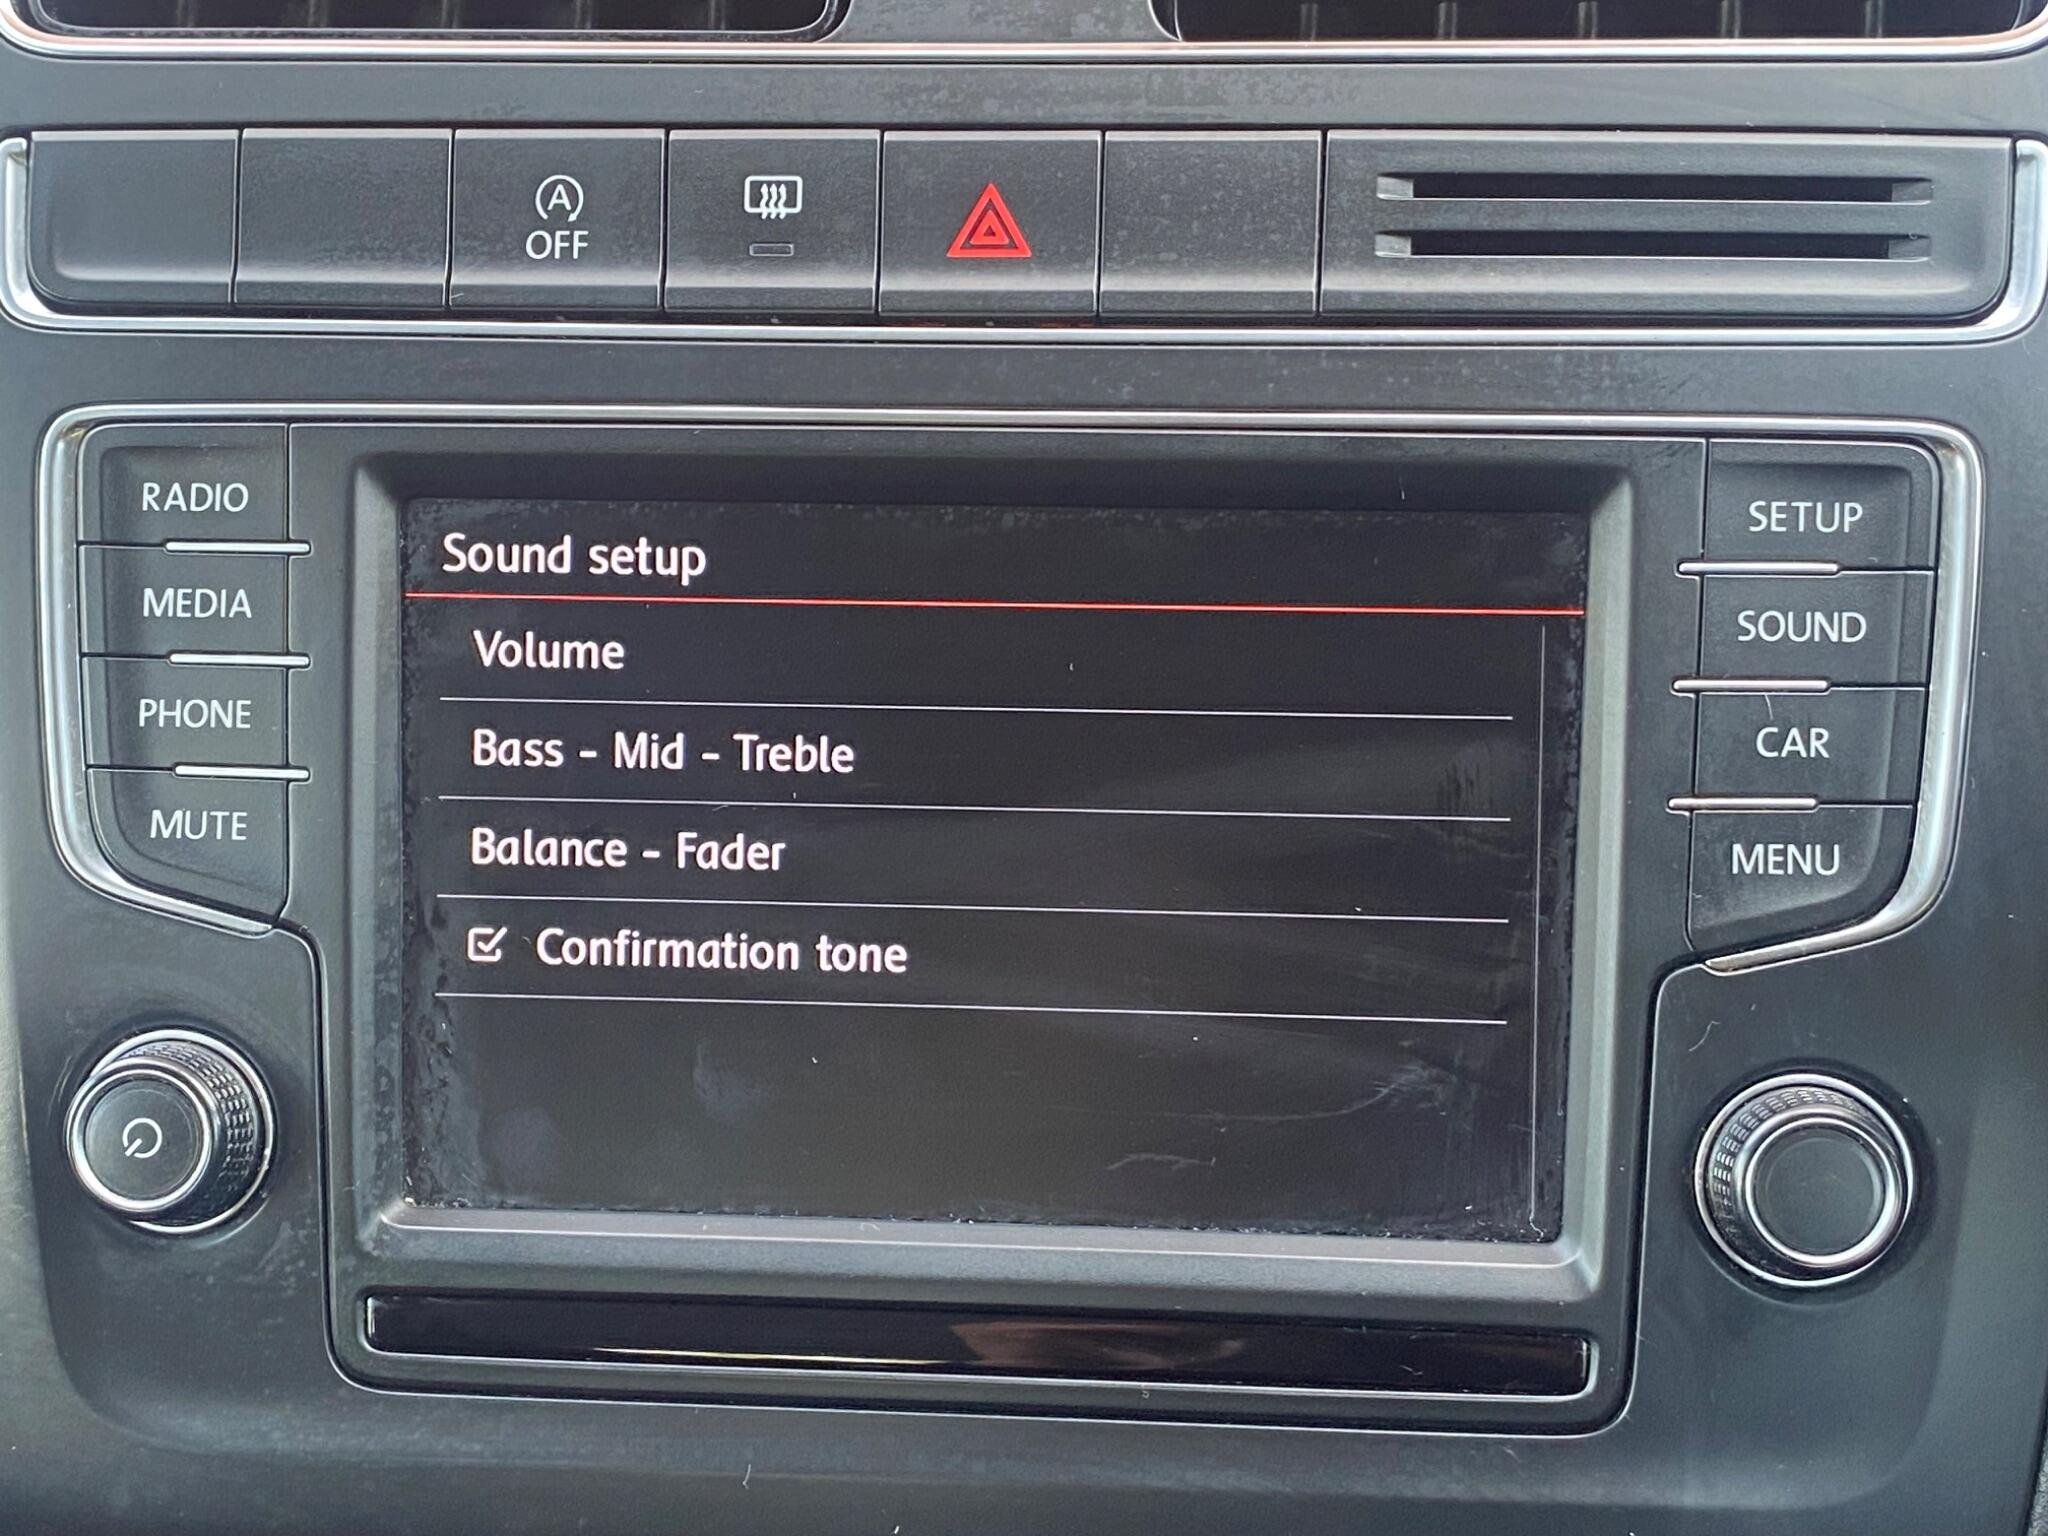 A
OFF
RADIO
MEDIA
PHONE
MUTE
Sound setup
Volume
Bass - Mid - Treble
Balance - Fader
Confirmation tone
SETUP
SOUND
CAR
MENU